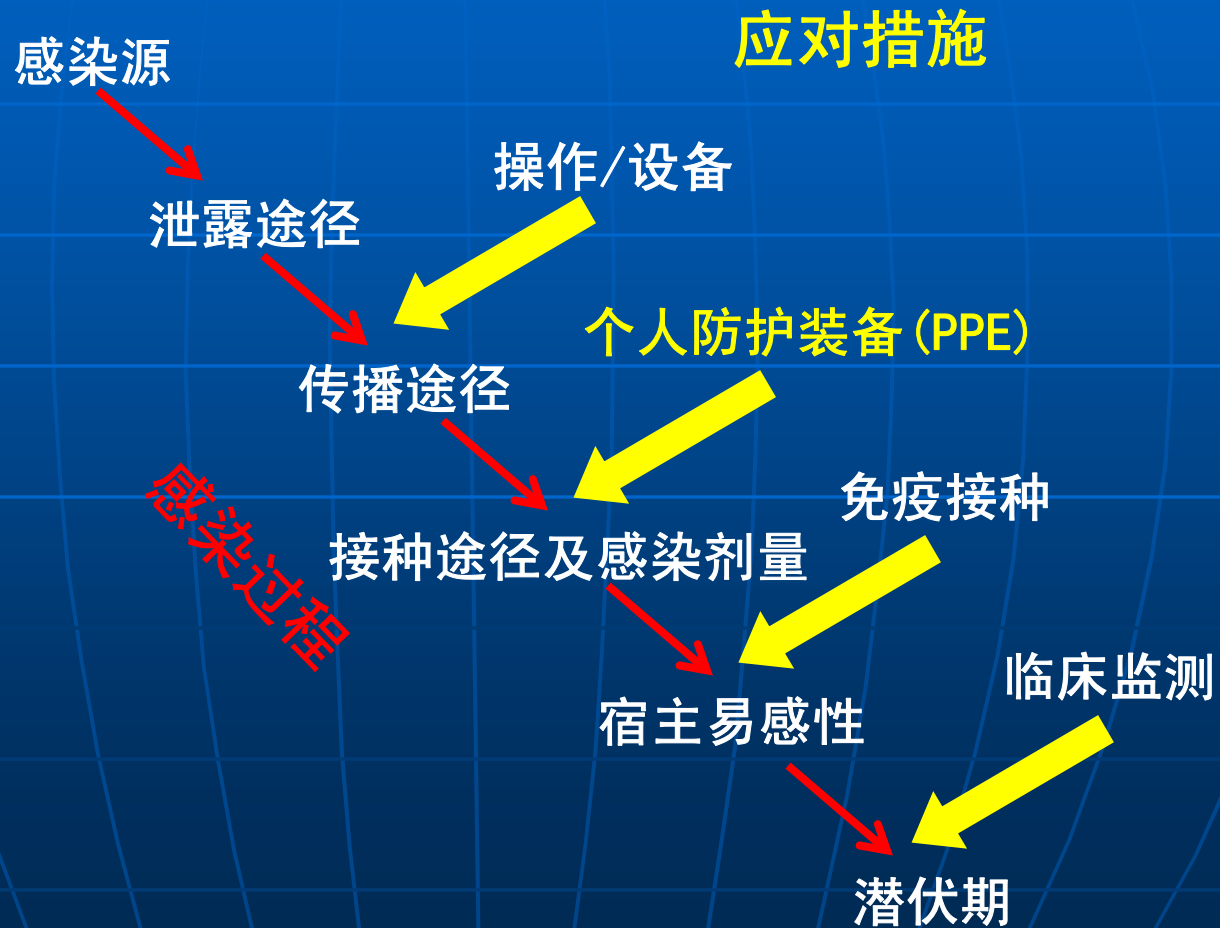 应对措施
感染源
操作/设备
泄露途径
个人防护装备(PPE)
传播途径
感染过程
免疫接种
接种途径及感染剂量
临床监测
宿主易感性
潜伏期